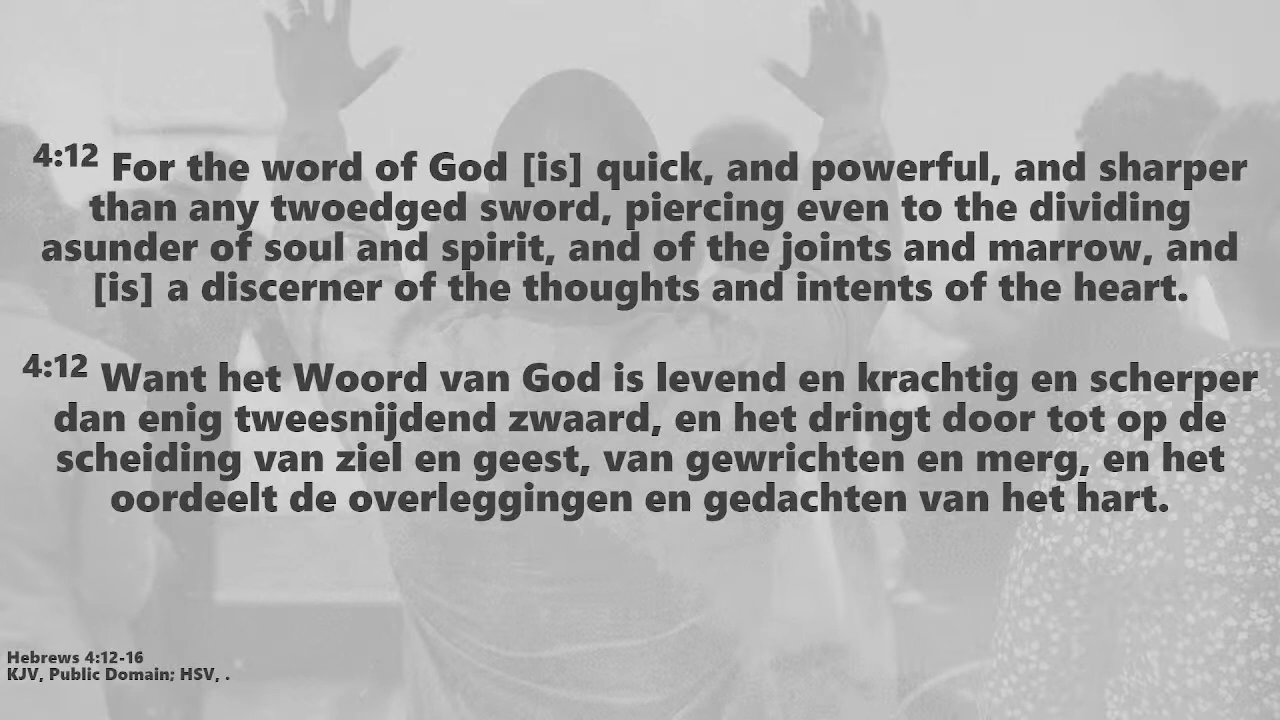 4:12 For the word of God [is] quick, and powerful, and sharper
than any twoedged sword, piercing even to the dividing
asunder of soul and spirit, and of the joints and marrow, and
[is] a discerner of the thoughts and intents of the heart.
4:12 Want het Woord van God is levend en krachtig en scherper
dan enig tweesnijdend zwaard, en het dringt door tot op de
scheiding van ziel en geest, van gewrichten en merg, en het
oordeelt de overleggingen en gedachten van het hart.
Hebrews 4:12-16
KJV, Public Domain; HSV, .